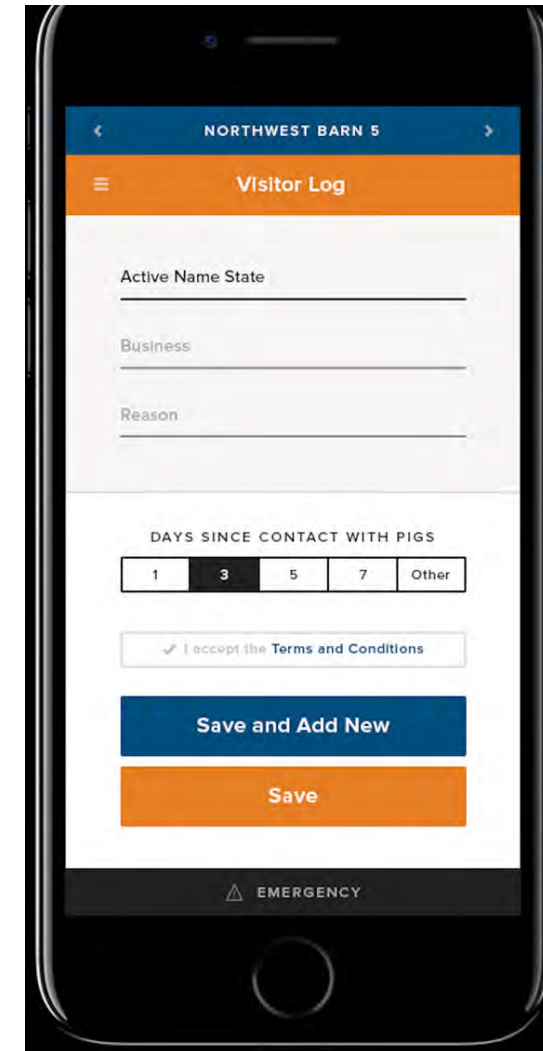 NORTHWEST BARN 5
Visitor Log
Active Name State
Business
Reason
DAYS SINCE CONTACT WITH PIGS
1 3 5 7 Other
I accept the Terms and Conditions
Save and Add New
Save
EMERGENCY